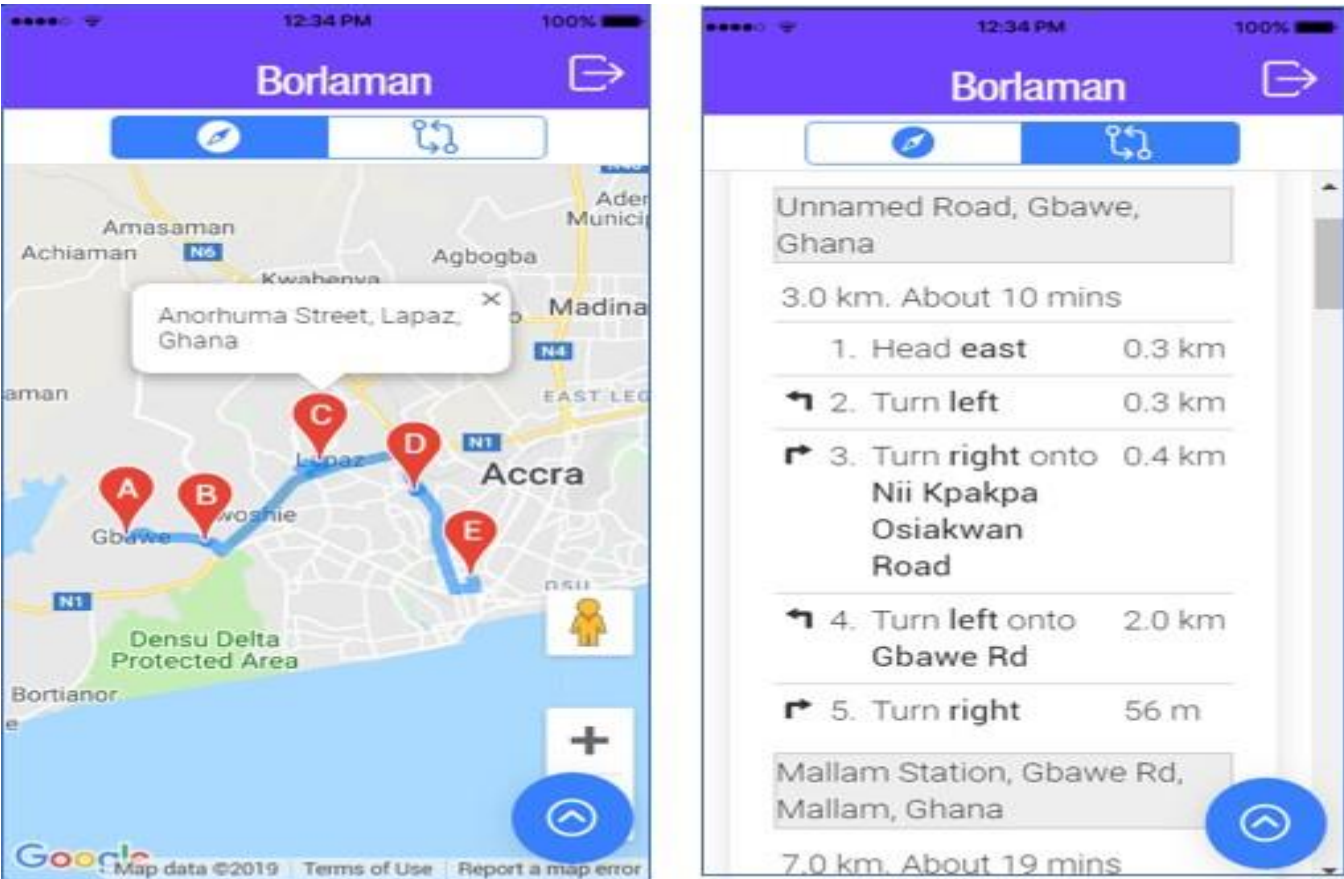 12:34 PM
100%
Borlaman
Amasaman
Achiaman
N6
Agbogba
Kwabenya
Madina
Anorhuma Street, Lapaz,
Ghana
N4
aman
EAST LEG
C
D
N1
Lapaz
Accra
A
B
woshie
E
Gbawe
OSU
N1
Densu Delta
Protected Area
Bortianor
e
Google
Map data ©2019
Terms of Use
Report a map error
12:34 PM
100%
Borlaman
Unnamed Road, Gbawe,
Ghana
3.0 km. About 10 mins
1. Head east 0.3 km
2. Turn left 0.3 km
3. Turn right onto 0.4 km
Nii Kpakpa
Osiakwan
Road
4. Turn left onto 2.0 km
Gbawe Rd
5. Turn right 56 m
Mallam Station, Gbawe Rd,
Mallam, Ghana
7.0 km. About 19 mins